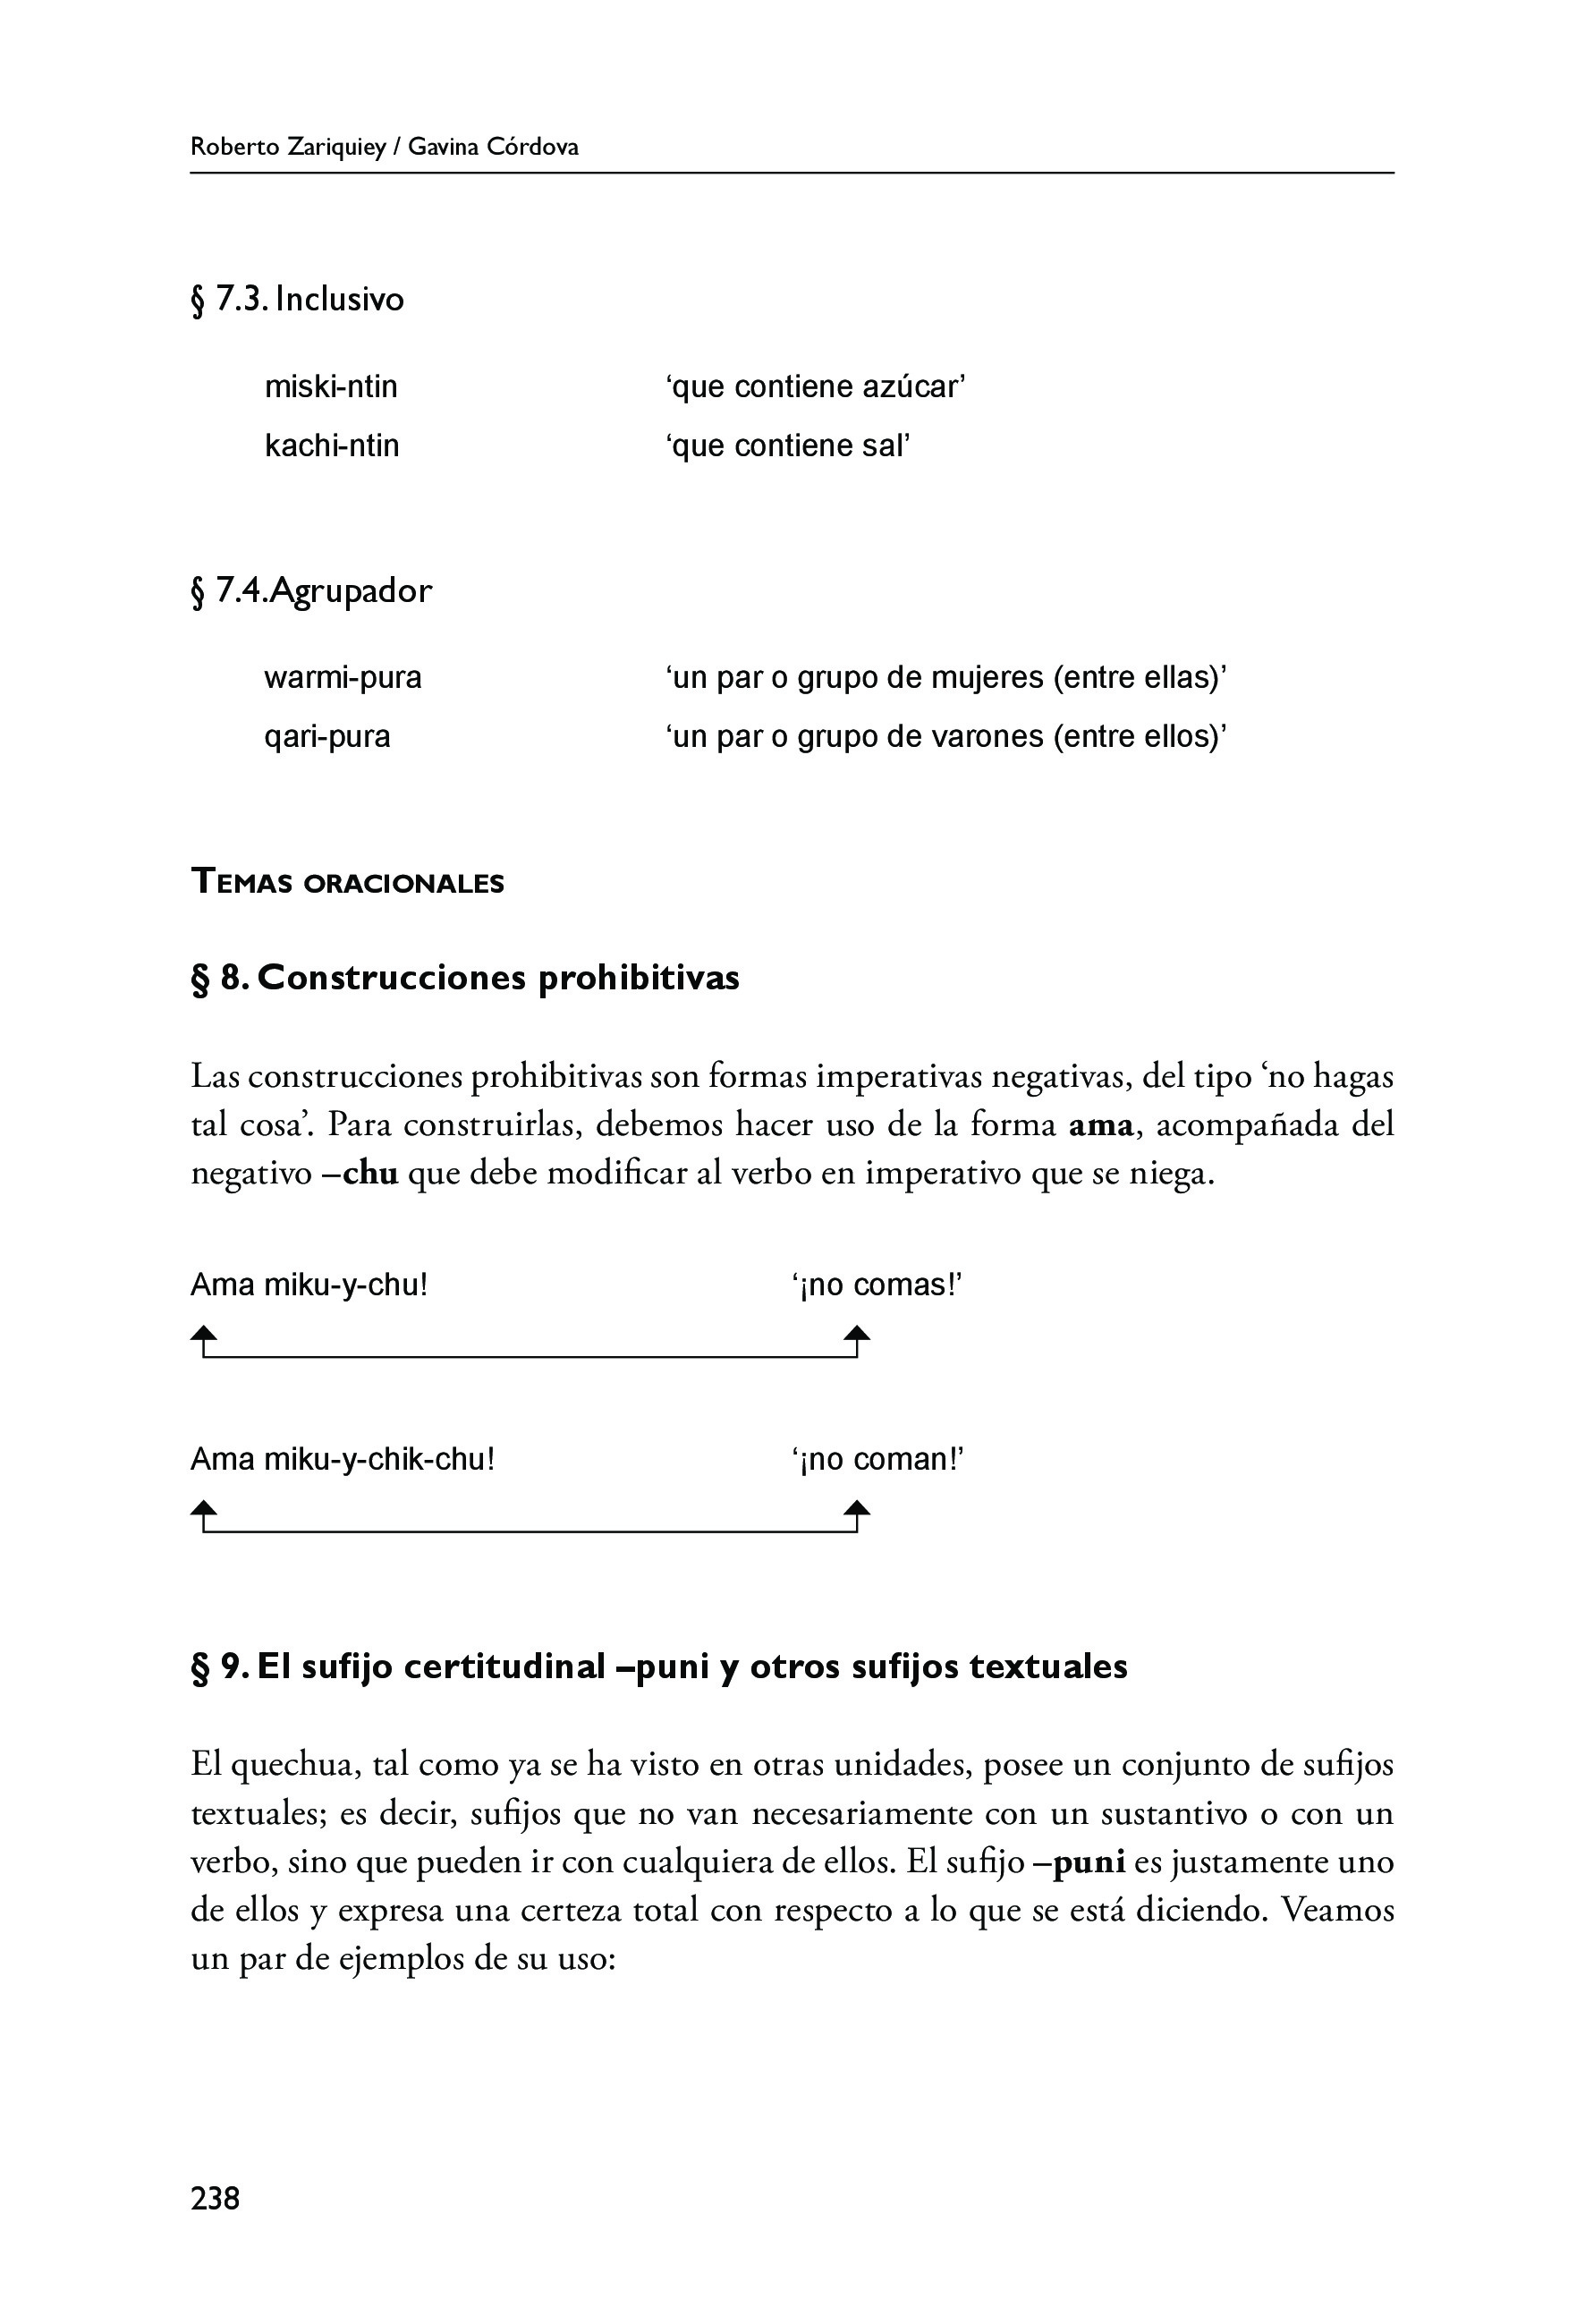 Roberto Zariquiey / Gavina Córdova
§ 7.3. Inclusivo
miski-ntin ‘que contiene azúcar’
kachi-ntin ‘que contiene sal’
§ 7.4.Agrupador
warmi-pura ‘un par o grupo de mujeres (entre ellas)’
qari-pura ‘un par o grupo de varones (entre ellos)’
Temas oracionales
§ 8. Construcciones prohibitivas
Las construcciones prohibitivas son formas imperativas negativas, del tipo ‘no hagas
tal cosa’. Para construirlas, debemos hacer uso de la forma ama, acompañada del
negativo –chu que debe modificar al verbo en imperativo que se niega.
Ama miku-y-chu! ‘¡no comas!’
Ama miku-y-chik-chu! ‘¡no coman!’
§ 9. El sufijo certitudinal –puni y otros sufijos textuales
El quechua, tal como ya se ha visto en otras unidades, posee un conjunto de sufijos
textuales; es decir, sufijos que no van necesariamente con un sustantivo o con un
verbo, sino que pueden ir con cualquiera de ellos. El sufijo –puni es justamente uno
de ellos y expresa una certeza total con respecto a lo que se está diciendo. Veamos
un par de ejemplos de su uso:
238